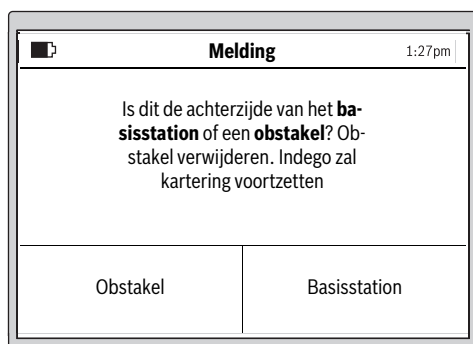 Melding 1:27pm
Is dit de achterzijde van het ba-
sisstation of een obstakel? Ob-
stakel verwijderen. Indego zal
kartering voortzetten
Obstakel Basisstation